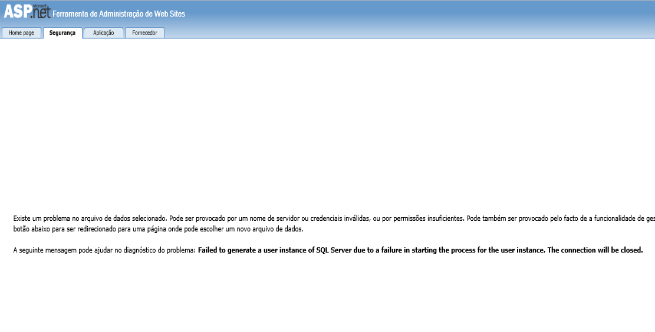 ASP.net Ferramenta de Administração de Web Sites
Home page Segurança Aplicação Fornecedor
Existe um problema no arquivo de dados selecionado. Pode ser provocado por um nome de servidor ou credenciais inválidas, ou por permissões insuficientes. Pode também ser provocado pelo facto de a funcionalidade de ges
botão abaixo para ser redirecionado para uma página onde pode escolher um novo arquivo de dados.
A seguinte mensagem pode ajudar no diagnóstico do problema: Failed to generate a user instance of SQL Server due to a failure in starting the process for the user instance. The connection will be closed.